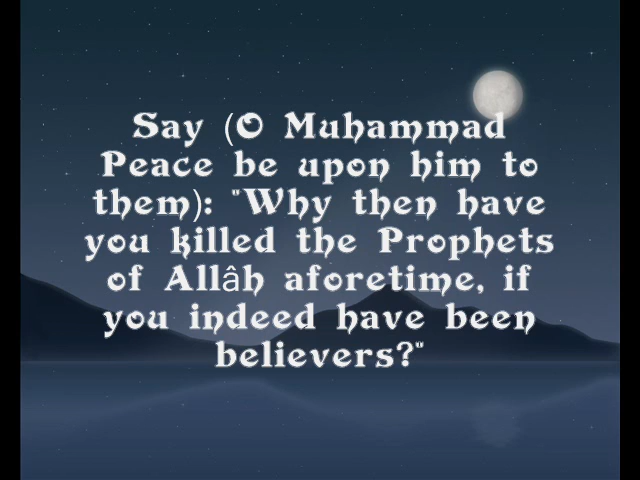 Say (O Muhammad
Peace be upon him to
them): "Why then have
you killed the Prophets
of Allâh aforetime, if
you indeed have been
believers?"